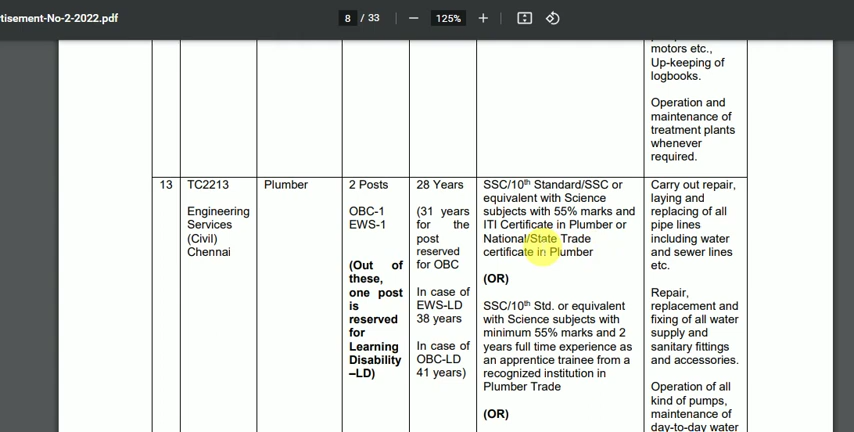 tisement-No-2-2022.pdf
8 / 33
125%
motors etc.,
Up-keeping of
logbooks.
Operation and
maintenance of
treatment plants
whenever
required.
13
TC2213
Engineering
Services
(Civil)
Chennai
Plumber
2 Posts
OBC-1
EWS-1
(Out of
these,
one post
is
reserved
for
Learning
Disability
–LD)
28 Years
(31 years
for the
post
reserved
for OBC
In case of
EWS-LD
38 years
In case of
OBC-LD
41 years)
SSC/10th Standard/SSC or
equivalent with Science
subjects with 55% marks and
ITI Certificate in Plumber or
National/State Trade
certificate in Plumber
(OR)
SSC/10th Std. or equivalent
with Science subjects with
minimum 55% marks and 2
years full time experience as
an apprentice trainee from a
recognized institution in
Plumber Trade
(OR)
Carry out repair,
laying and
replacing of all
pipe lines
including water
and sewer lines
etc.
Repair,
replacement and
fixing of all water
supply and
sanitary fittings
and accessories.
Operation of all
kind of pumps,
maintenance of
day-to-day water